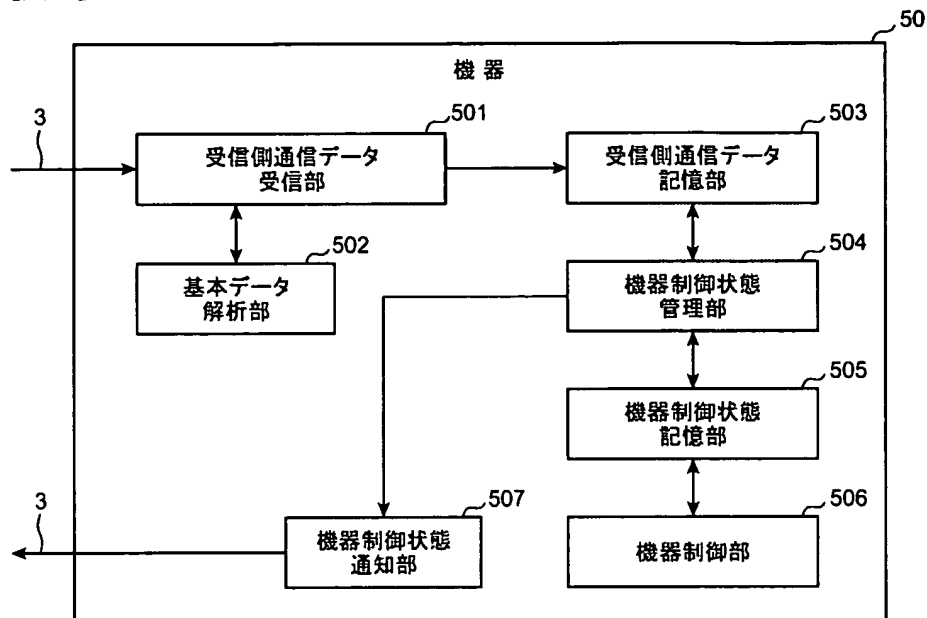 50
機器
3
501
受信側通信データ
受信部
503
受信側通信データ
記憶部
502
基本データ
解析部
504
機器制御状態
管理部
505
機器制御状態
記憶部
3
507
機器制御状態
通知部
506
機器制御部